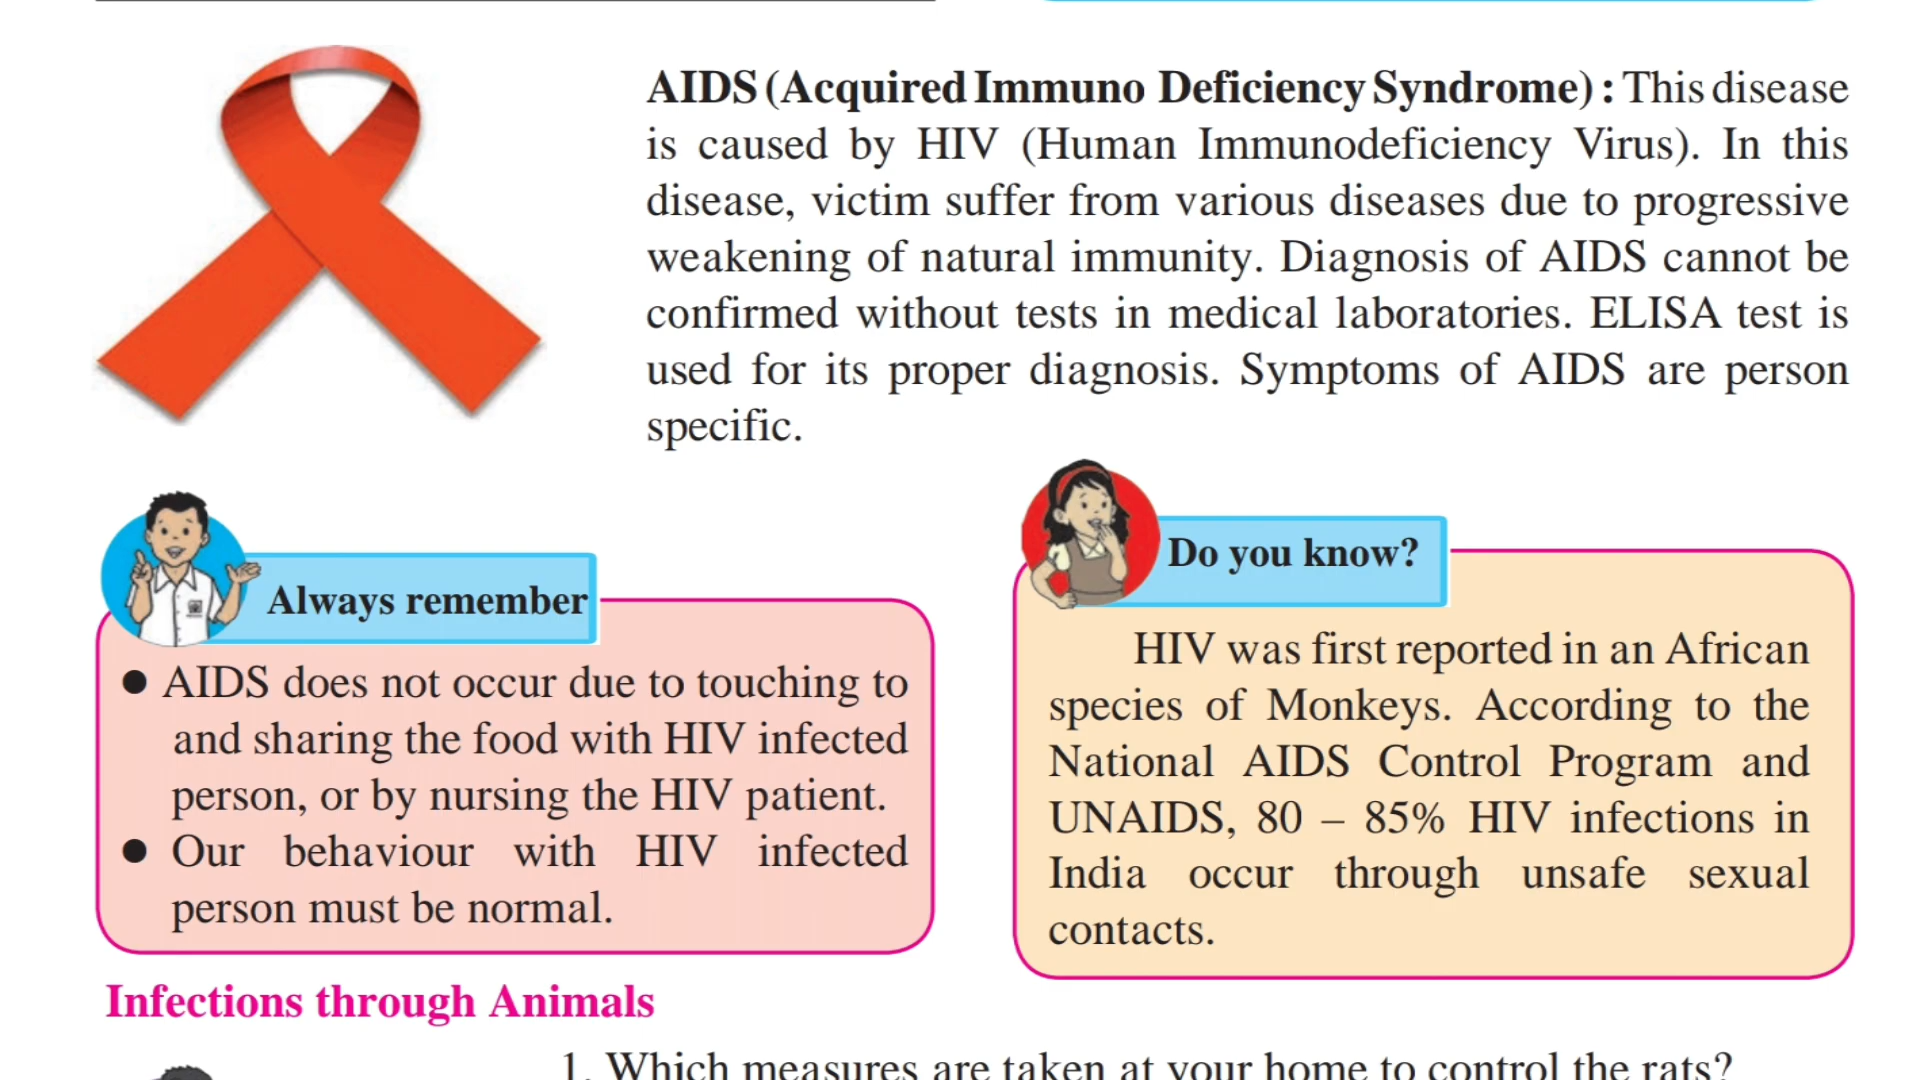 AIDS (Acquired Immuno Deficiency Syndrome) : This disease
is caused by HIV (Human Immunodeficiency Virus). In this
disease, victim suffer from various diseases due to progressive
weakening of natural immunity. Diagnosis of AIDS cannot be
confirmed without tests in medical laboratories. ELISA test is
used for its proper diagnosis. Symptoms of AIDS are person
specific.
Always remember
● AIDS does not occur due to touching to
and sharing the food with HIV infected
person, or by nursing the HIV patient.
● Our behaviour with HIV infected
person must be normal.
Do you know?
HIV was first reported in an African
species of Monkeys. According to the
National AIDS Control Program and
UNAIDS, 80 – 85% HIV infections in
India occur through unsafe sexual
contacts.
Infections through Animals
1. Which measures are taken at your home to control the rats?